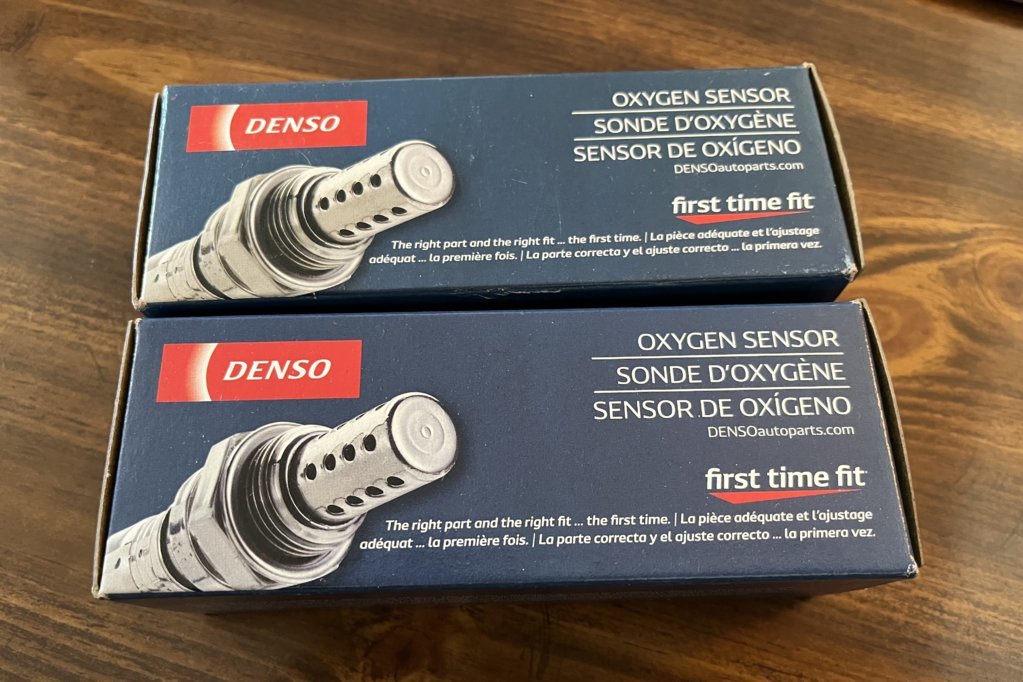 DENSO
OXYGEN SENSOR
SONDE D'OXYGÈNE
SENSOR DE OXÍGENO
DENSOautoparts.com
first time fit
The right part and the right fit ... the first time. | La pièce adéquate et l'ajustage
adéquat ... la première fois. | La parte correcta y el ajuste correcto ... la primera vez.
DENSO
OXYGEN SENSOR
SONDE D'OXYGÈNE
SENSOR DE OXÍGENO
DENSOautoparts.com
first time fit
The right part and the right fit ... the first time. | La pièce adéquate et l'ajustage
adéquat ... la première fois. | La parte correcta y el ajuste correcto ... la primera vez.